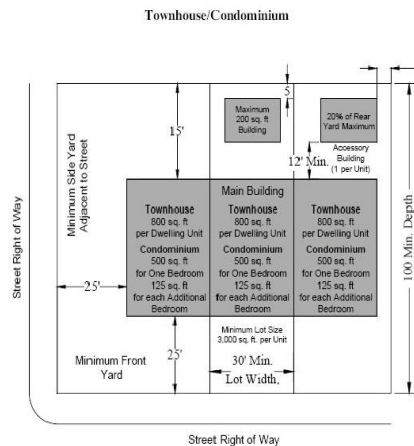 Townhouse/Condominium
5
Maximum
200 sq. ft
Building
20% of Rear
Yard Maximum
15'
12' Min.
Accessory
Building
(1 per Unit)
Minimum Side Yard
Adjacent to Street
Main Building
Townhouse
800 sq. ft
per Dwelling Unit
Condominium
500 sq. ft
for One Bedroom
125 sq. ft
for each Additional
Bedroom
Townhouse
800 sq. ft
per Dwelling Unit
Condominium
500 sq. ft
for One Bedroom
125 sq. ft
for each Additional
Bedroom
Townhouse
800 sq. ft
per Dwelling Unit
Condominium
500 sq. ft
for One Bedroom
125 sq. ft
for each Additional
Bedroom
Street Right of Way
100 Min. Depth
25'
25'
Minimum Lot Size
3,000 sq. ft. per Unit
Minimum Front
Yard
30' Min.
Lot Width.
Street Right of Way